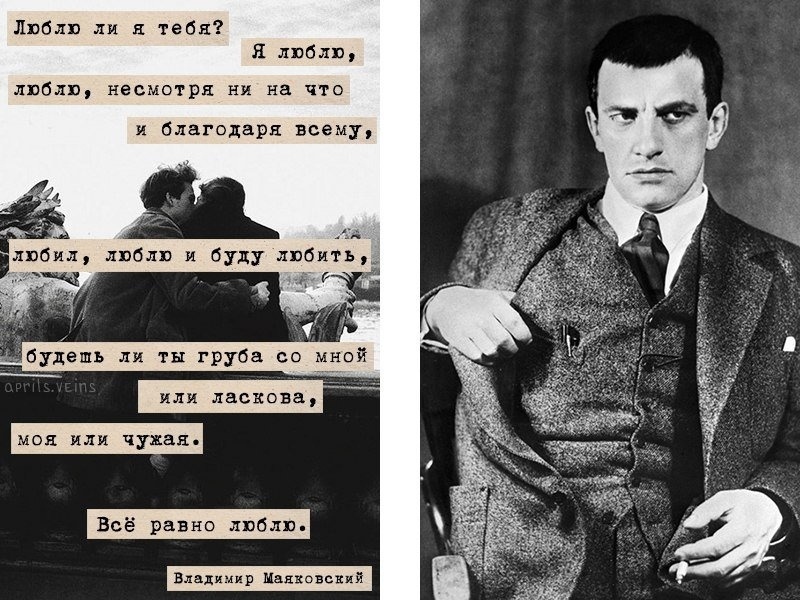 Люблю ли я тебя?
Я люблю,
люблю, несмотря ни на что
и благодаря всему,
любил, люблю и буду любить,
будешь ли ты груба со мной
aprils.veins
или ласкова,
моя или чужая.
Всё равно люблю.
Владимир Маяковский